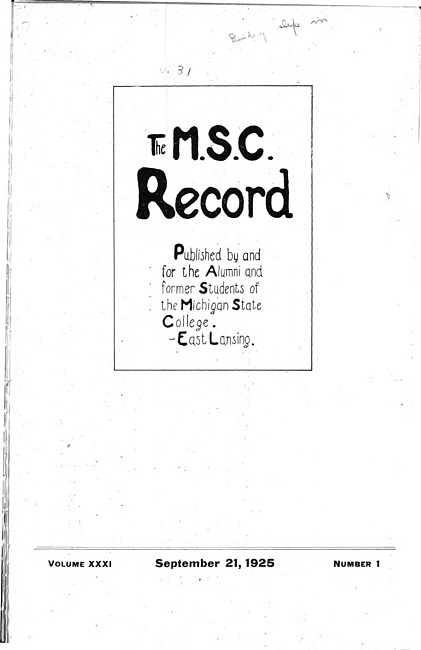 v. 31
The M.S.C.
Record
Published by and
for the Alumni and
former Students of
the Michigan State
College.
-East Lansing.
VOLUME XXXI September 21, 1925 NUMBER 1